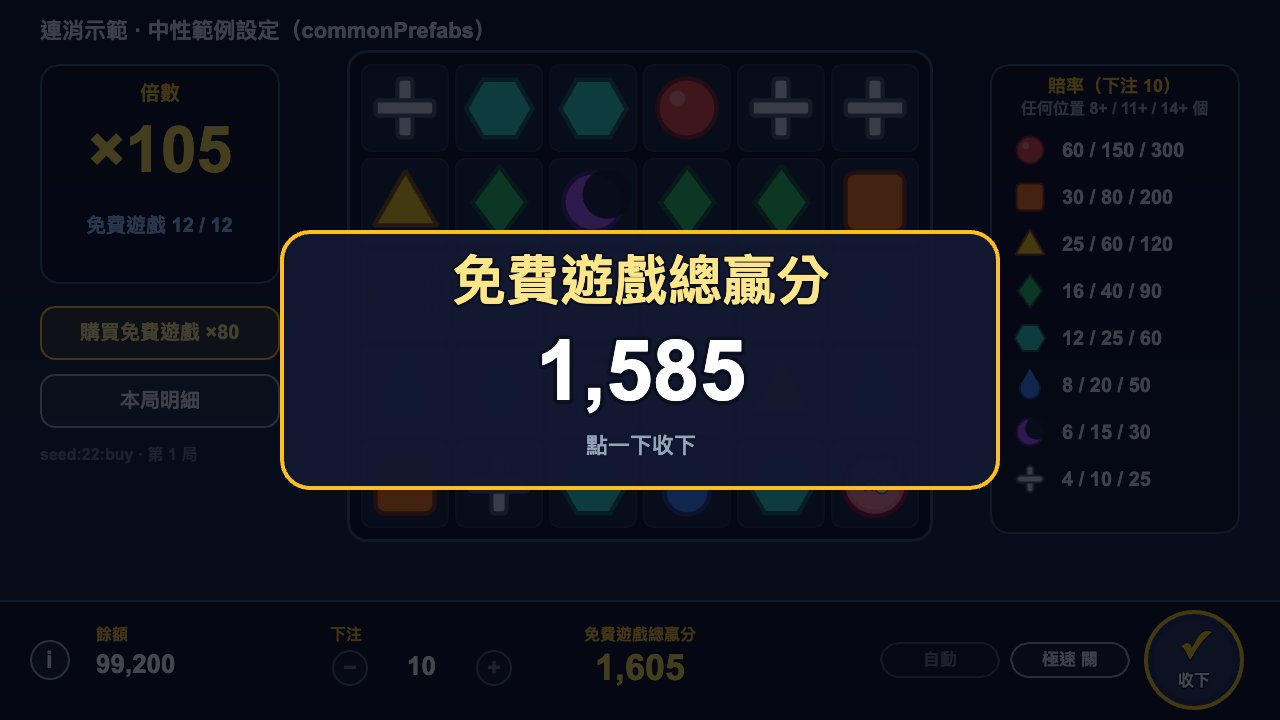 連消示範 · 中性範例設定（commonPrefabs）
倍數
×105
免費遊戲 12 / 12
購買免費遊戲 ×80
本局明細
seed:22:buy · 第 1 局
免費遊戲總贏分
1,585
點一下收下
賠率（下注 10）
任何位置 8+ / 11+ / 14+ 個
60 / 150 / 300
30 / 80 / 200
25 / 60 / 120
16 / 40 / 90
12 / 25 / 60
8 / 20 / 50
6 / 15 / 30
4 / 10 / 25
i
餘額
99,200
下注
− 10 +
免費遊戲總贏分
1,605
自動
極速 關
收下